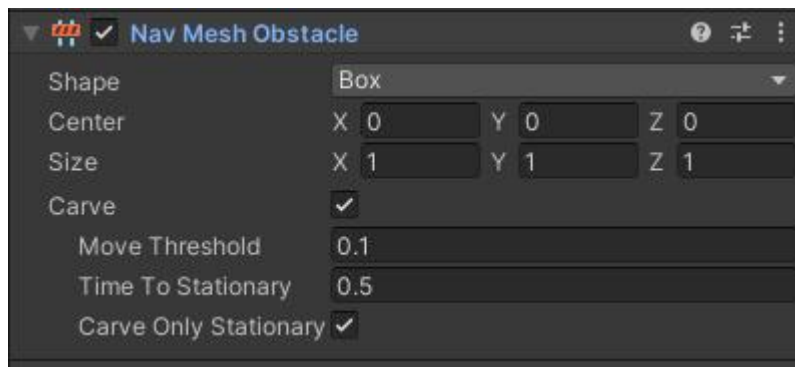 Nav Mesh Obstacle
Shape Box
Center X 0 Y 0 Z 0
Size X 1 Y 1 Z 1
Carve
Move Threshold 0.1
Time To Stationary 0.5
Carve Only Stationary